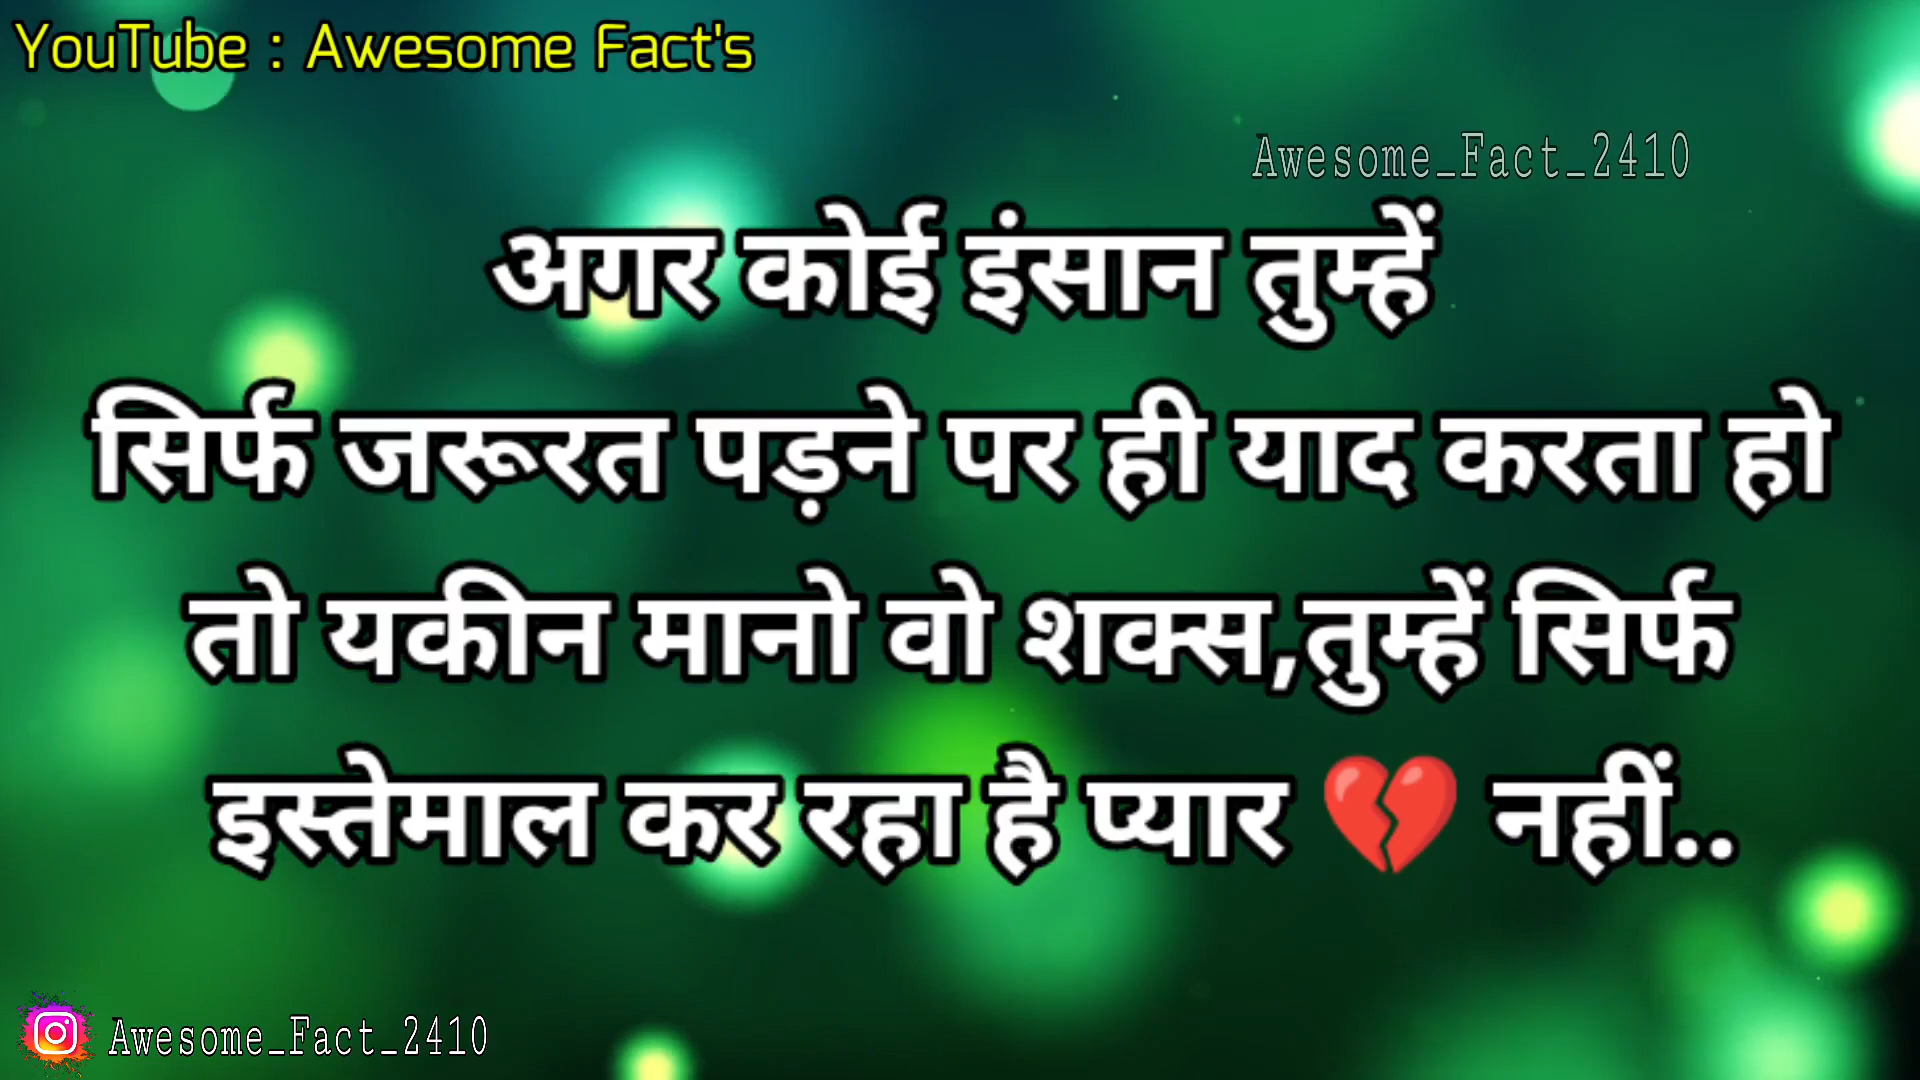 YouTube : Awesome Fact's
Awesome_Fact_2410
अगर कोई इंसान तुम्हें
सिर्फ जरूरत पड़ने पर ही याद करता हो
तो यकीन मानो वो शक्स,तुम्हें सिर्फ
इस्तेमाल कर रहा है प्यार 💔 नहीं..
Awesome_Fact_2410